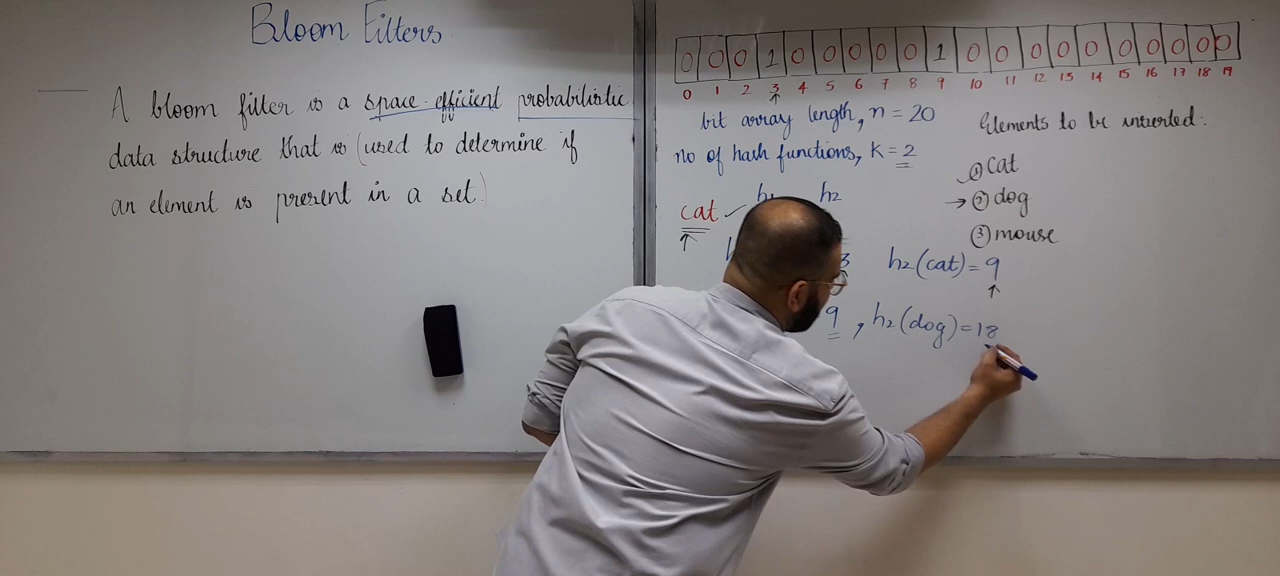 Bloom Filters
A bloom filter is a space efficient probabilistic
data structure that is (used to determine if
an element is present in a set.)
0 0 0 1 0 0 0 0 0 1 0 0 0 0 0 0 0 0 0 0
0 1 2 3 4 5 6 7 8 9 10 11 12 13 14 15 16 17 18 19
bit array length, n = 20
no of hash functions, K = 2
h1 h2
cat
3 h2(cat) = 9
9 , h2(dog) = 18
Elements to be inserted:
① cat
② dog
③ mouse